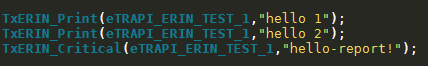 TxERIN_Print(eTRAPI_ERIN_TEST_1,"hello 1");
TxERIN_Print(eTRAPI_ERIN_TEST_1,"hello 2");
TxERIN_Critical(eTRAPI_ERIN_TEST_1,"hello-report!");